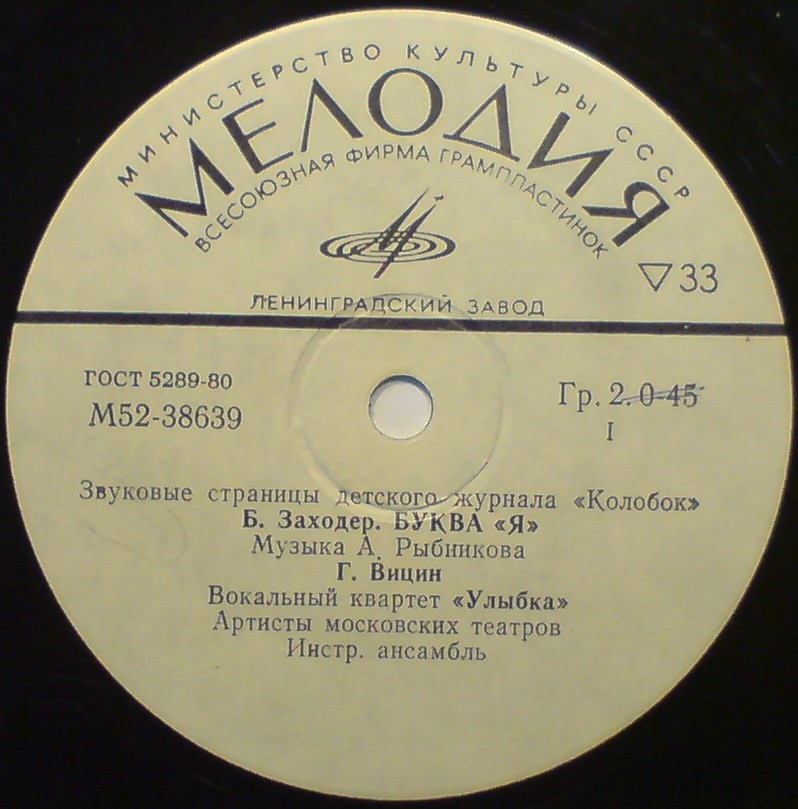 МИНИСТЕРСТВО КУЛЬТУРЫ СССР
МЕЛОДИЯ
ВСЕСОЮЗНАЯ ФИРМА ГРАМПЛАСТИНОК
▽33
ЛЕНИНГРАДСКИЙ ЗАВОД
ГОСТ 5289-80
М52-38639
Гр. 2. 0-45
I
Звуковые страницы детского журнала «Колобок»
Б. Заходер. БУКВА «Я»
Музыка А. Рыбникова
Г. Вицин
Вокальный квартет «Улыбка»
Артисты московских театров
Инстр. ансамбль